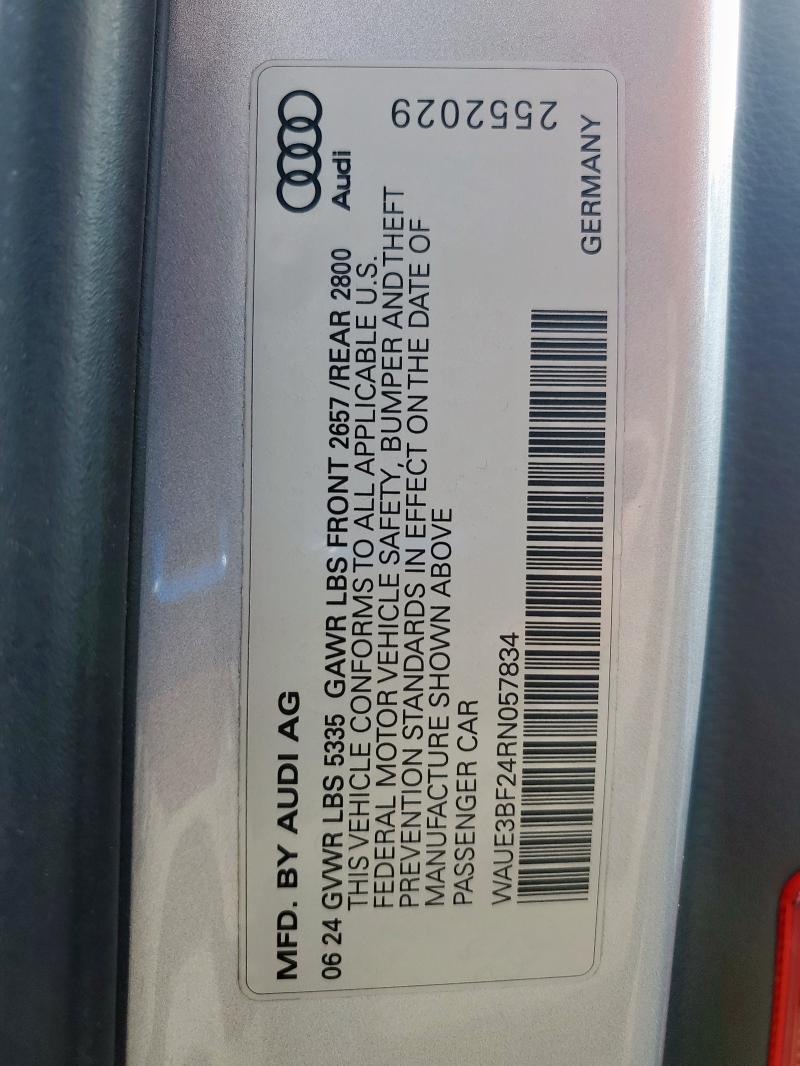 MFD. BY AUDI AG
Audi
06 24 GVWR LBS 5335 GAWR LBS FRONT 2657 /REAR 2800
THIS VEHICLE CONFORMS TO ALL APPLICABLE U.S.
FEDERAL MOTOR VEHICLE SAFETY, BUMPER AND THEFT
PREVENTION STANDARDS IN EFFECT ON THE DATE OF
MANUFACTURE SHOWN ABOVE
PASSENGER CAR
2552029
WAUE3BF24RN057834
GERMANY